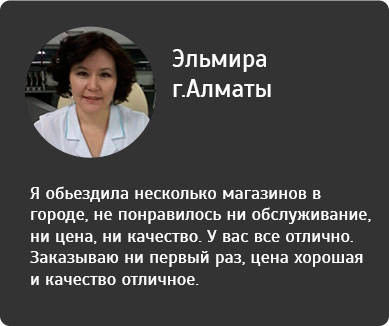 Эльмира
г.Алматы
Я обьездила несколько магазинов в
городе, не понравилось ни обслуживание,
ни цена, ни качество. У вас все отлично.
Заказываю ни первый раз, цена хорошая
и качество отличное.